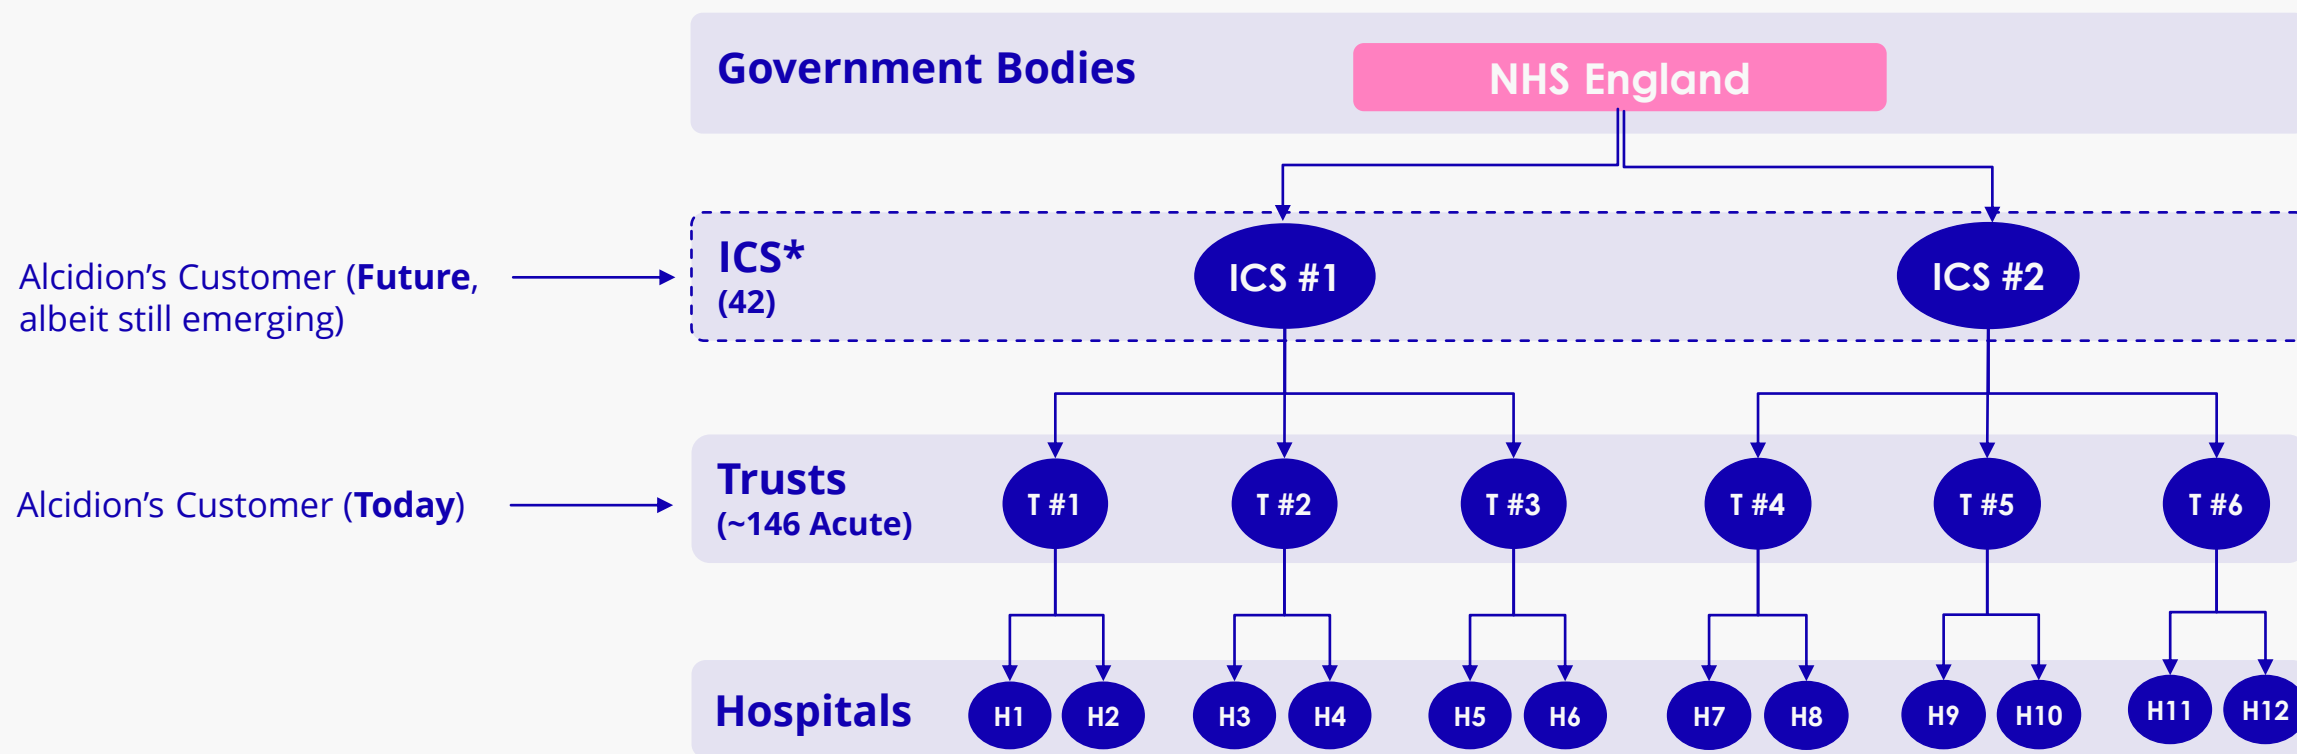 Government Bodies
NHS England
Alcidion’s Customer (Future,
albeit still emerging)
ICS*
(42)
ICS #1
ICS #2
Alcidion’s Customer (Today)
Trusts
(~146 Acute)
T #1
T #2
T #3
T #4
T #5
T #6
Hospitals
H1
H2
H3
H4
H5
H6
H7
H8
H9
H10
H11
H12